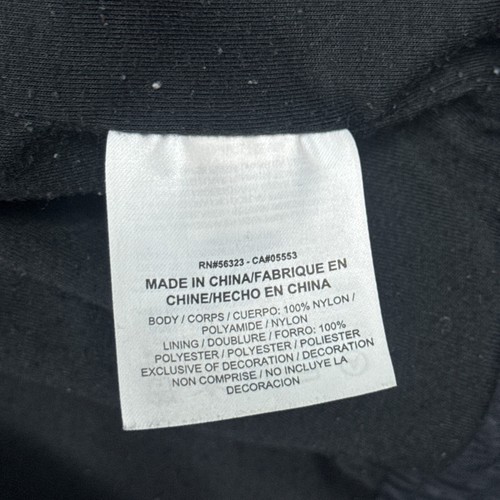 RN#56323 - CA#05553
MADE IN CHINA/FABRIQUE EN
CHINE/HECHO EN CHINA
BODY / CORPS / CUERPO: 100% NYLON /
POLYAMIDE / NYLON
LINING / DOUBLURE / FORRO: 100%
POLYESTER / POLYESTER / POLIESTER
EXCLUSIVE OF DECORATION / DECORATION
NON COMPRISE / NO INCLUYE LA
DECORACION